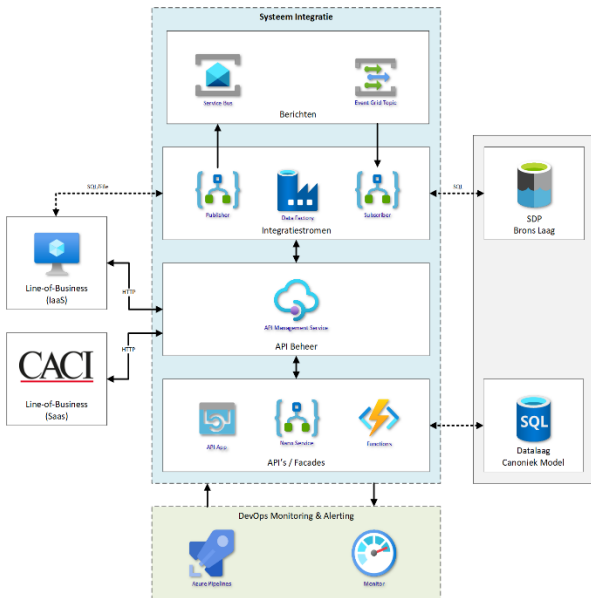 Systeem Integratie
Service Bus
Event Grid Topic
Berichten
SQL/File
Publisher
Data Factory
Subscriber
Integratiestromen
SQL
SDP
Brons Laag
Line-of-Business
(IaaS)
HTTP
API Management Service
API Beheer
HTTP
CACI
Line-of-Business
(Saas)
API App
Nano Service
Functions
API's / Facades
SQL
Datalaag
Canoniek Model
DevOps Monitoring & Alerting
Azure Pipelines
Monitor